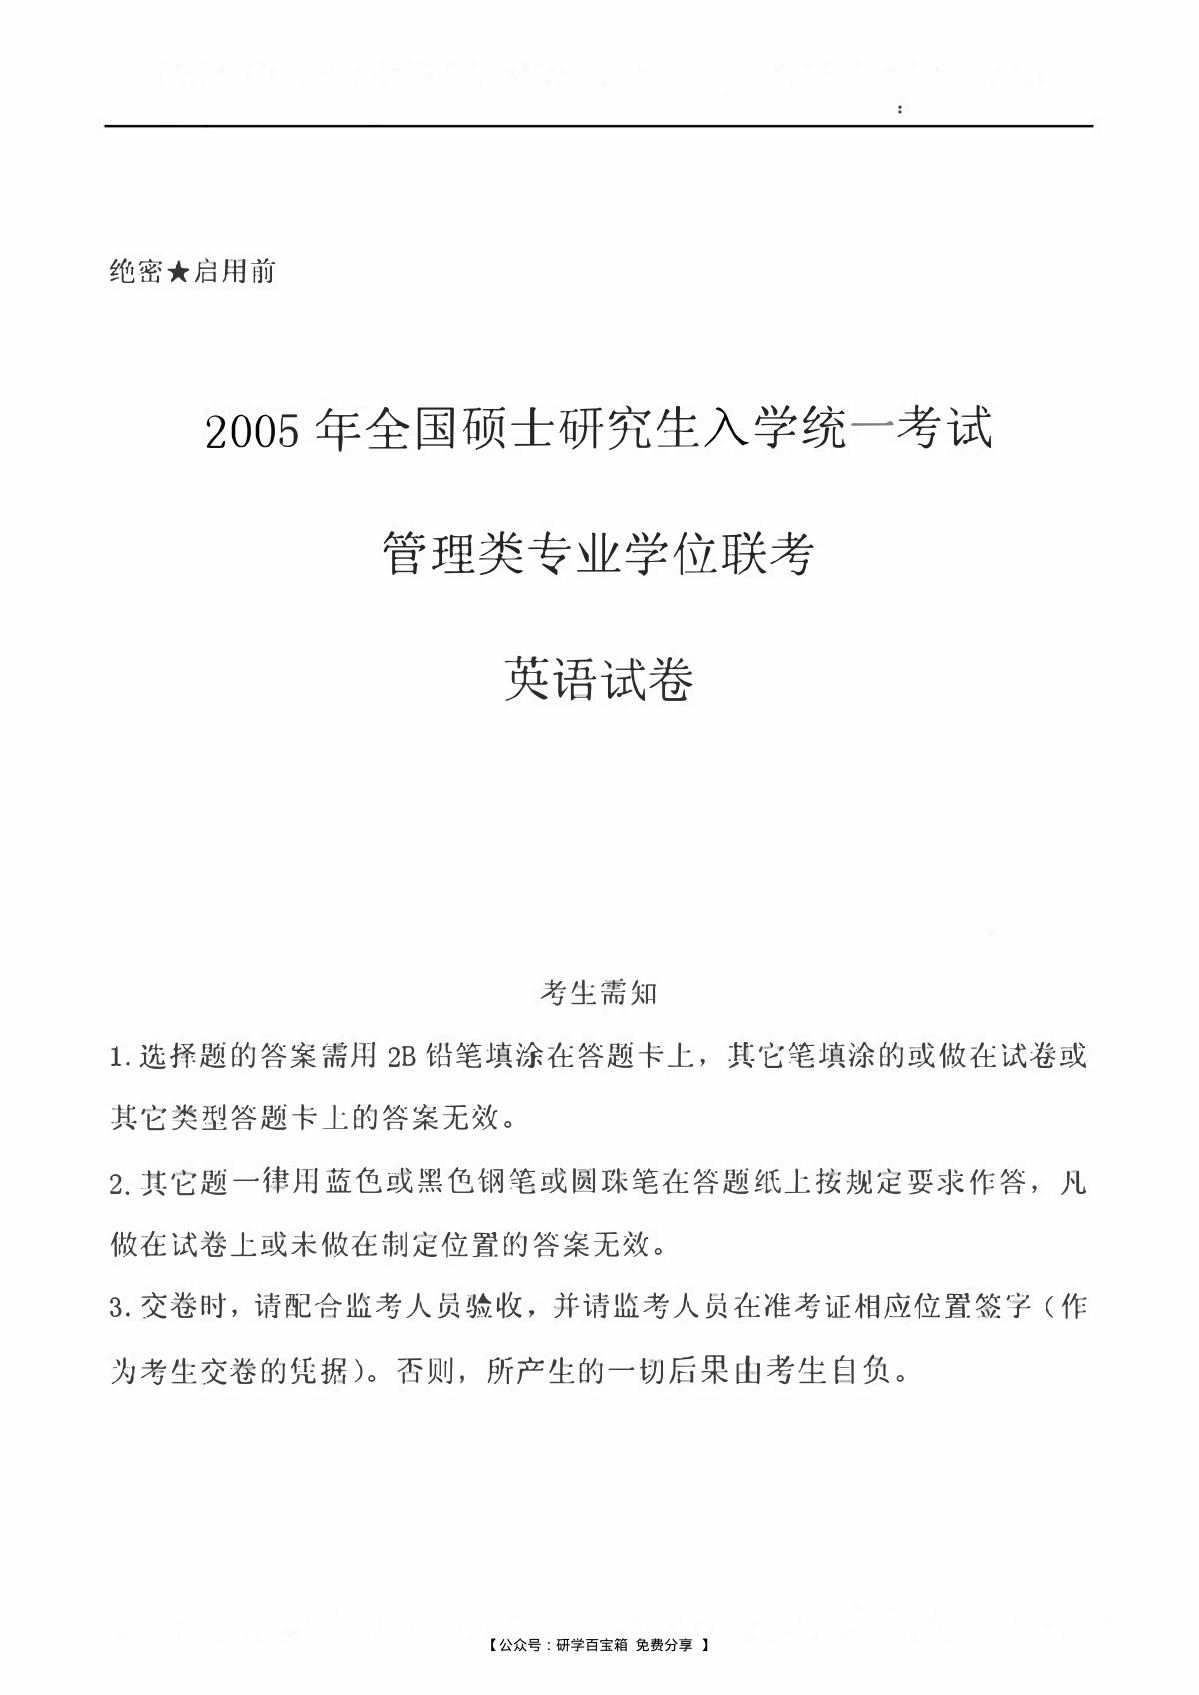 :
绝密★启用前
2005 年全国硕士研究生入学统一考试
管理类专业学位联考
英语试卷
考生需知
1.选择题的答案需用 2B 铅笔填涂在答题卡上，其它笔填涂的或做在试卷或
其它类型答题卡上的答案无效。
2.其它题一律用蓝色或黑色钢笔或圆珠笔在答题纸上按规定要求作答，凡
做在试卷上或未做在制定位置的答案无效。
3.交卷时，请配合监考人员验收，并请监考人员在准考证相应位置签字（作
为考生交卷的凭据）。否则，所产生的一切后果由考生自负。
【公众号：研学百宝箱 免费分享 】